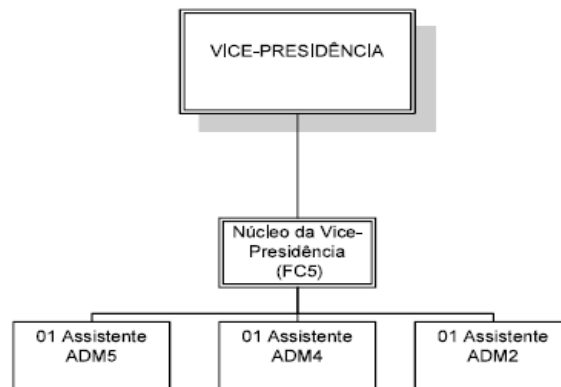 VICE-PRESIDÊNCIA
Núcleo da Vice-
Presidência
(FC5)
01 Assistente
ADM5
01 Assistente
ADM4
01 Assistente
ADM2